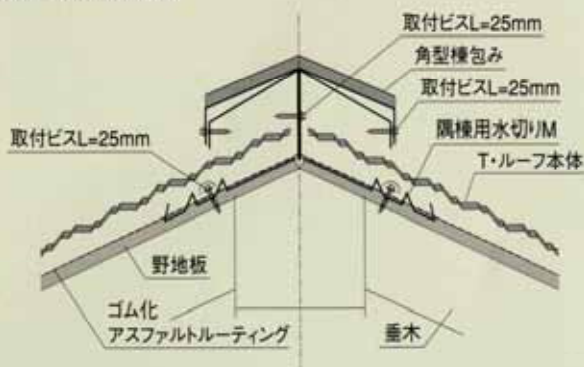 取付ビスL=25mm
角型棟包み
取付ビスL=25mm
取付ビスL=25mm
隅棟用水切りM
T・ルーフ本体
野地板
ゴム化
アスファルトルーティング
垂木